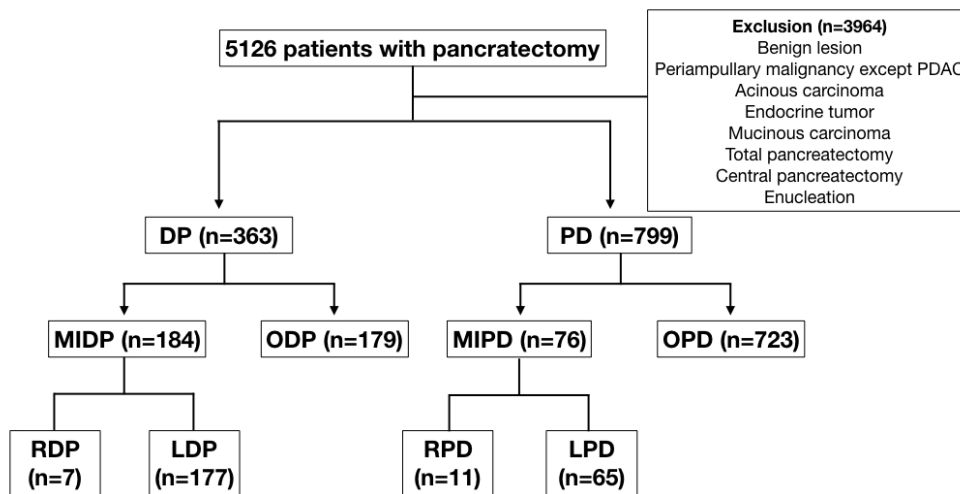 5126 patients with pancratectomy
Exclusion (n=3964)
Benign lesion
Periampullary malignancy except PDAC
Acinous carcinoma
Endocrine tumor
Mucinous carcinoma
Total pancreatectomy
Central pancreatectomy
Enucleation
DP (n=363)
PD (n=799)
MIDP (n=184)
ODP (n=179)
MIPD (n=76)
OPD (n=723)
RDP
(n=7)
LDP
(n=177)
RPD
(n=11)
LPD
(n=65)